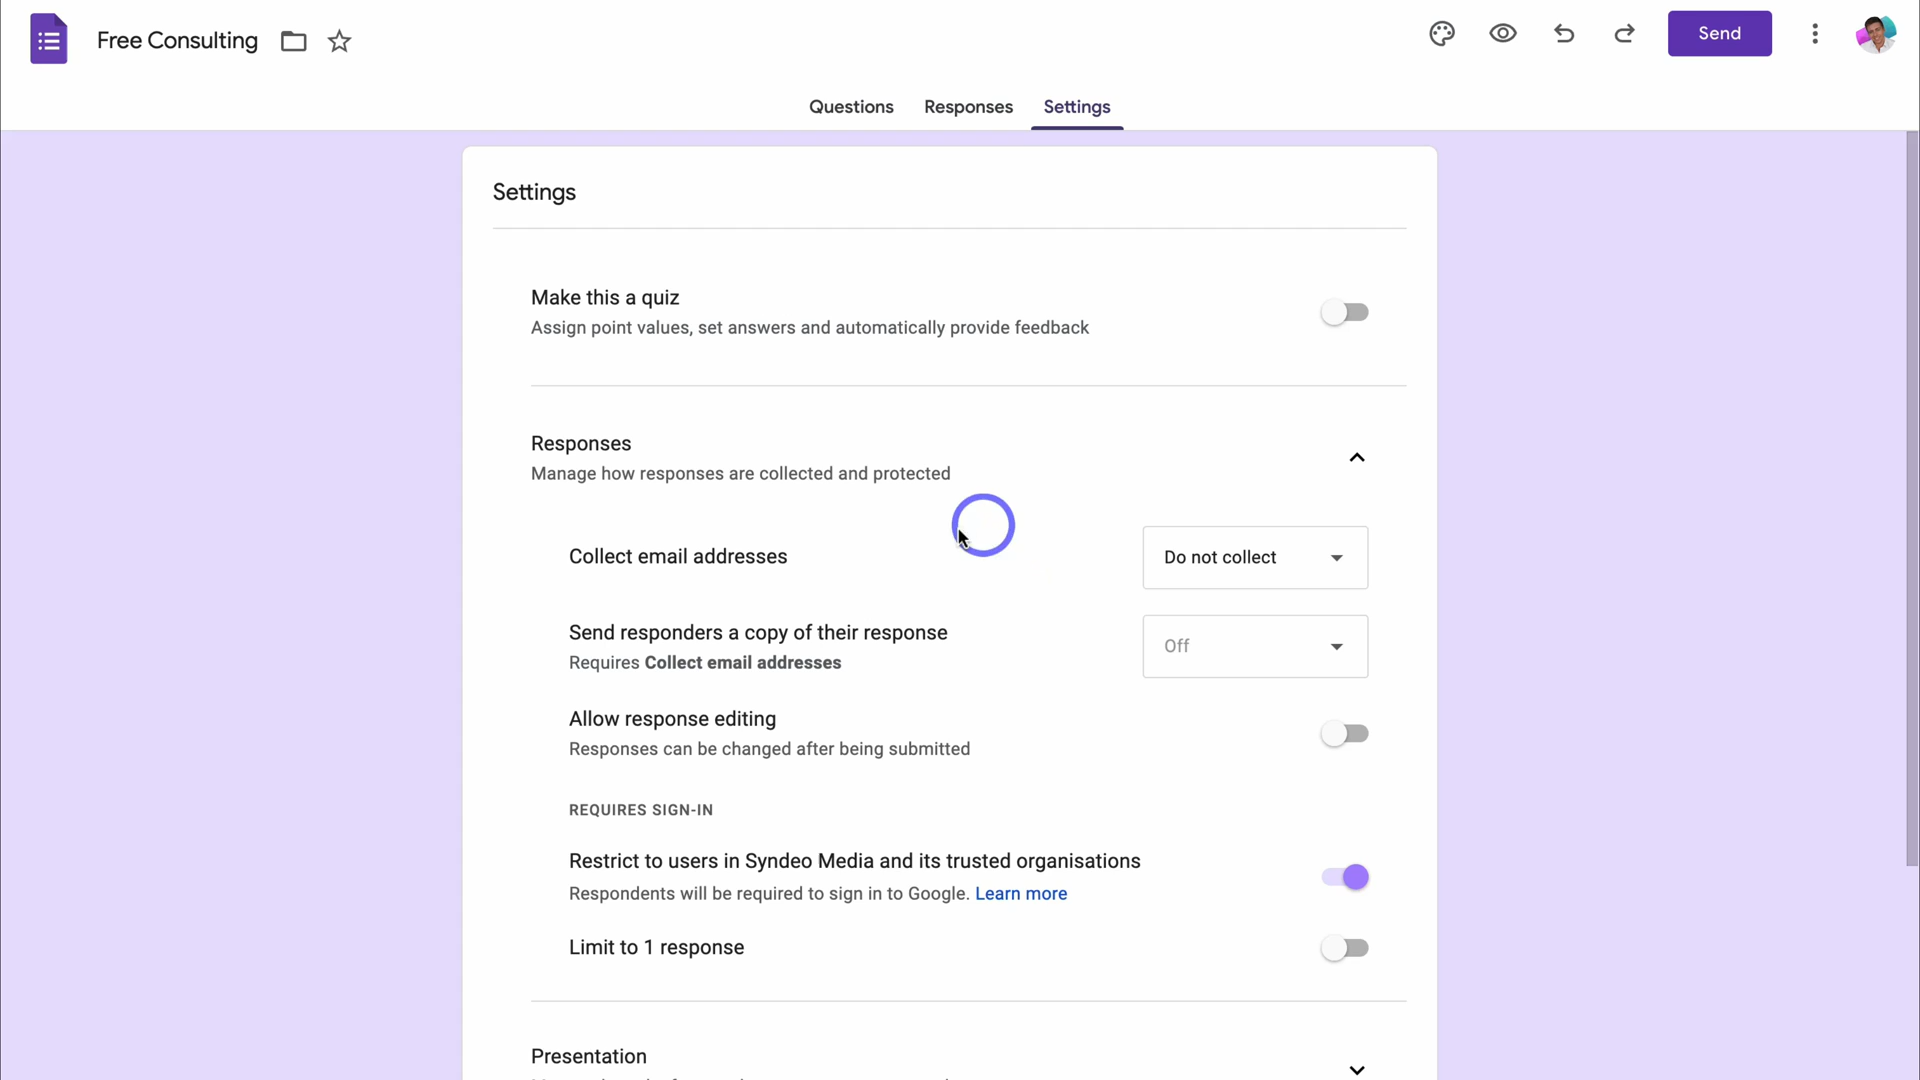 Free Consulting
Send
Questions Responses Settings
Settings
Make this a quiz
Assign point values, set answers and automatically provide feedback
Responses
Manage how responses are collected and protected
Collect email addresses
Do not collect
Send responders a copy of their response
Requires Collect email addresses
Off
Allow response editing
Responses can be changed after being submitted
REQUIRES SIGN-IN
Restrict to users in Syndeo Media and its trusted organisations
Respondents will be required to sign in to Google. Learn more
Limit to 1 response
Presentation